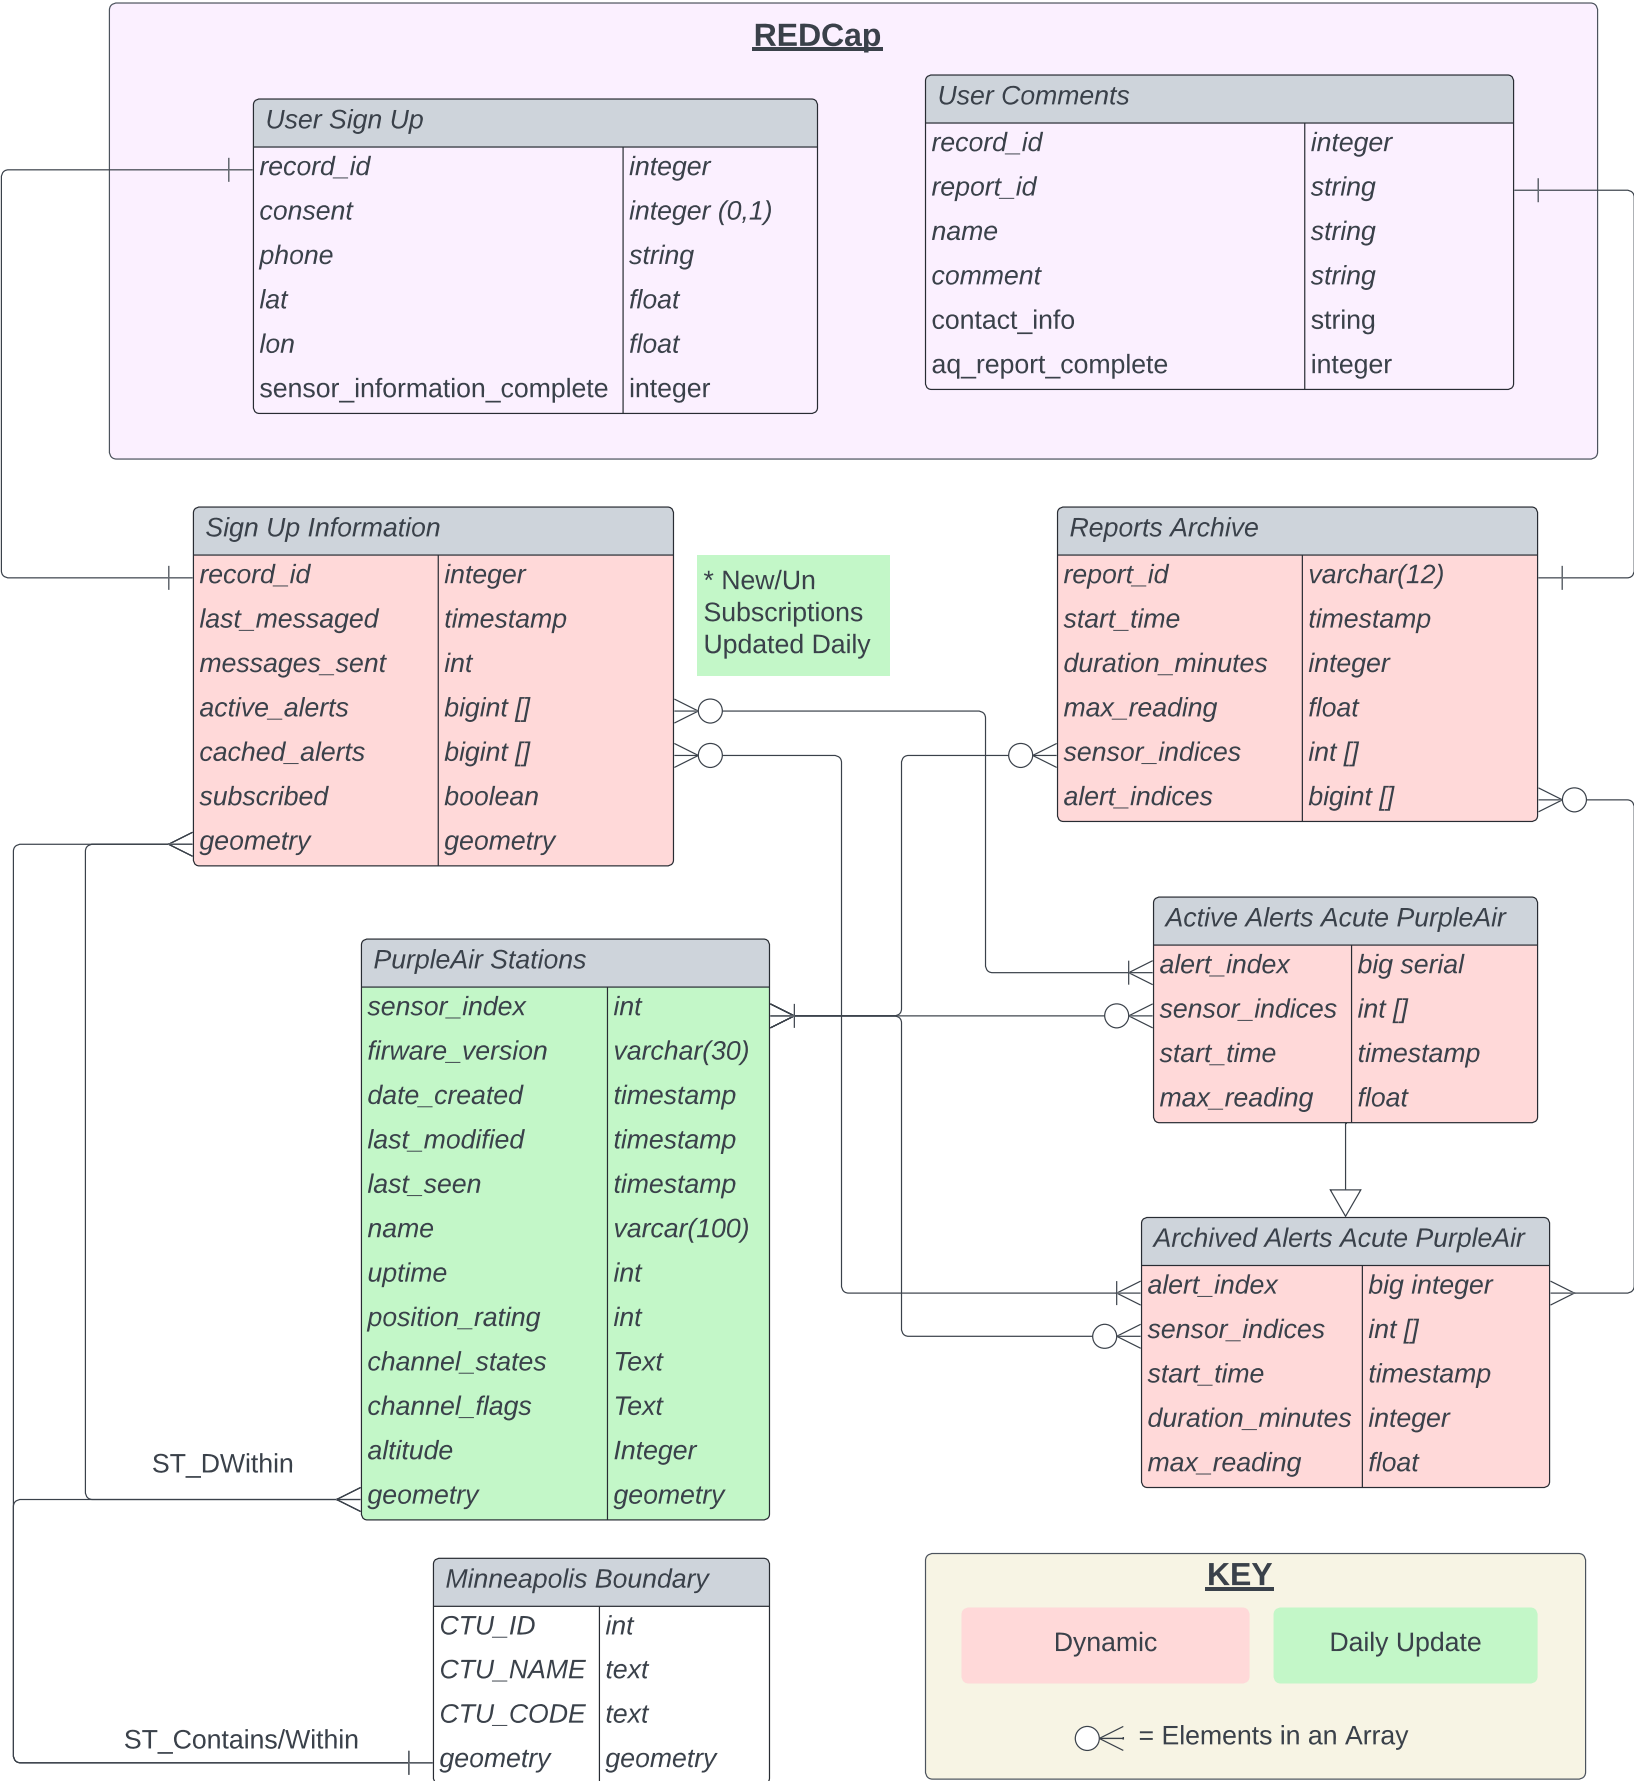 REDCap
User Sign Up
record_id integer
consent integer (0,1)
phone string
lat float
lon float
sensor_information_complete integer
User Comments
record_id integer
report_id string
name string
comment string
contact_info string
aq_report_complete integer
Sign Up Information
record_id integer
last_messaged timestamp
messages_sent int
active_alerts bigint []
cached_alerts bigint []
subscribed boolean
geometry geometry
* New/Un
Subscriptions
Updated Daily
Reports Archive
report_id varchar(12)
start_time timestamp
duration_minutes integer
max_reading float
sensor_indices int []
alert_indices bigint []
PurpleAir Stations
sensor_index int
firware_version varchar(30)
date_created timestamp
last_modified timestamp
last_seen timestamp
name varcar(100)
uptime int
position_rating int
channel_states Text
channel_flags Text
altitude Integer
geometry geometry
Active Alerts Acute PurpleAir
alert_index big serial
sensor_indices int []
start_time timestamp
max_reading float
Archived Alerts Acute PurpleAir
alert_index big integer
sensor_indices int []
start_time timestamp
duration_minutes integer
max_reading float
ST_DWithin
Minneapolis Boundary
CTU_ID int
CTU_NAME text
CTU_CODE text
geometry geometry
ST_Contains/Within
KEY
Dynamic
Daily Update
= Elements in an Array